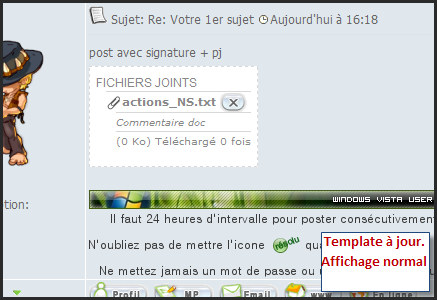 Sujet: Re: Votre 1er sujet Aujourd'hui à 16:18
post avec signature + pj
FICHIERS JOINTS
actions_NS.txt
Commentaire doc
(0 Ko) Téléchargé 0 fois
WINDOWS VISTA USER
Il faut 24 heures d'intervalle pour poster consécutivement
tion:
N'oubliez pas de mettre l'icone résolu qua
Template à jour.
Affichage normal
Ne mettez jamais un mot de passe ou
Profil MP Email www En ligne